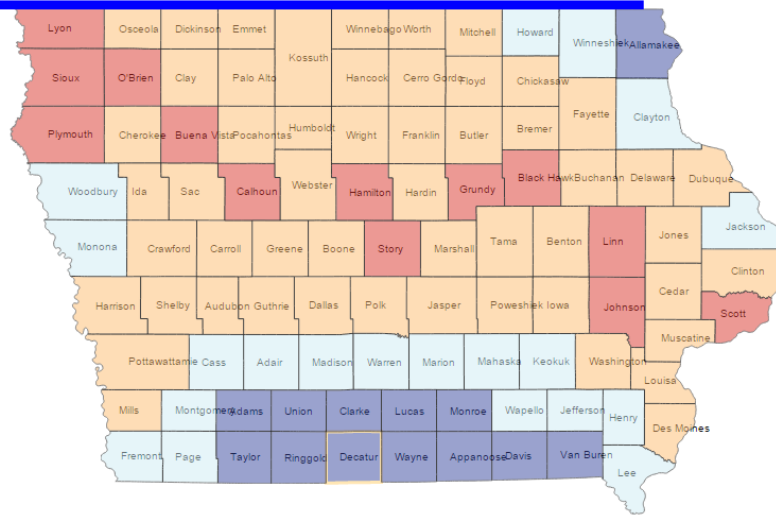 Lyon Osceola Dickinson Emmet Winnebago Worth Mitchell Howard Winneshiek Allamakee
Kossuth
Sioux O'Brien Clay Palo Alto Hancock Cerro Gordo Floyd Chickasaw
Fayette Clayton
Plymouth Cherokee Buena Vista Pocahontas Humboldt Wright Franklin Butler Bremer
Woodbury Ida Sac Calhoun Webster Hamilton Hardin Grundy Black Hawk Buchanan Delaware Dubuque
Jackson
Monona Crawford Carroll Greene Boone Story Marshall Tama Benton Linn Jones
Clinton
Harrison Shelby Audubon Guthrie Dallas Polk Jasper Poweshiek Iowa Johnson Cedar Scott
Muscatine
Pottawattamie Cass Adair Madison Warren Marion Mahaska Keokuk Washington
Louisa
Mills Montgomery Adams Union Clarke Lucas Monroe Wapello Jefferson Henry
Des Moines
Fremont Page Taylor Ringgold Decatur Wayne Appanoose Davis Van Buren
Lee